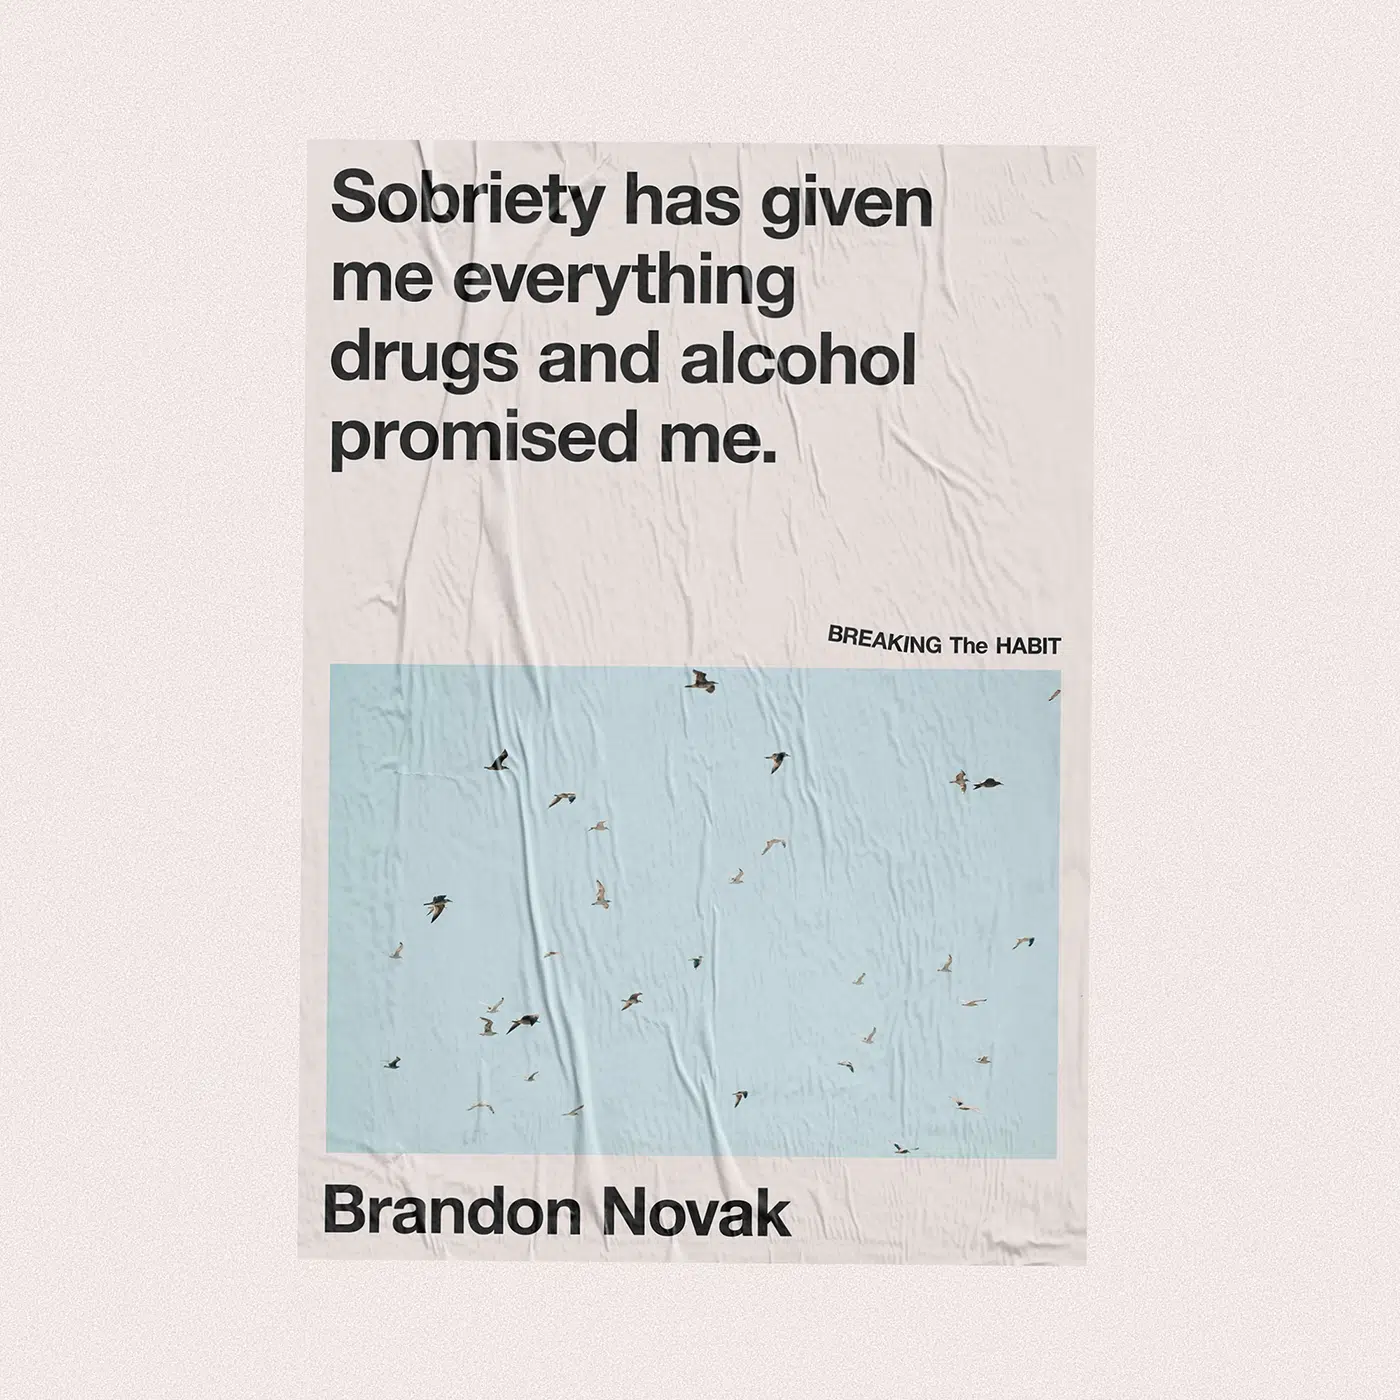 Sobriety has given
me everything
drugs and alcohol
promised me.
BREAKING The HABIT
Brandon Novak